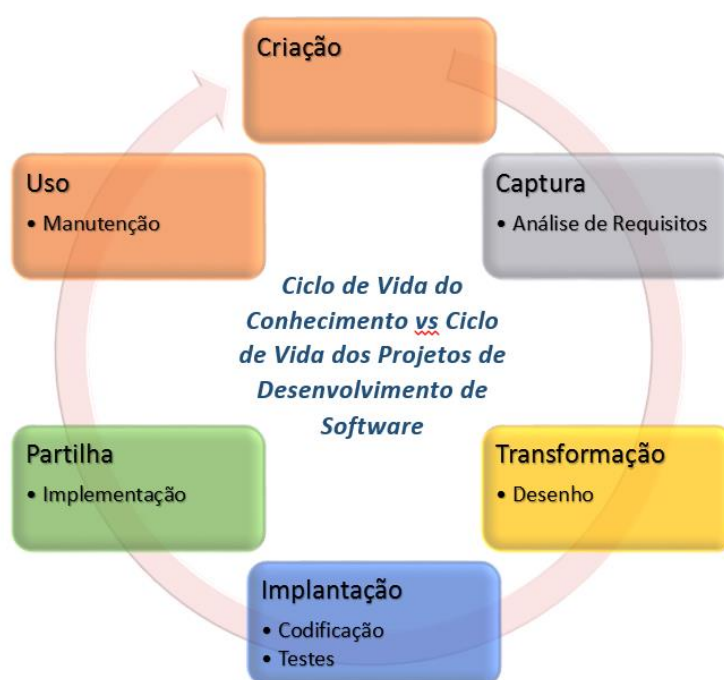 Criação
Captura
• Análise de Requisitos
Transformação
• Desenho
Implantação
• Codificação
• Testes
Partilha
• Implementação
Uso
• Manutenção
Ciclo de Vida do
Conhecimento vs Ciclo
de Vida dos Projetos de
Desenvolvimento de
Software